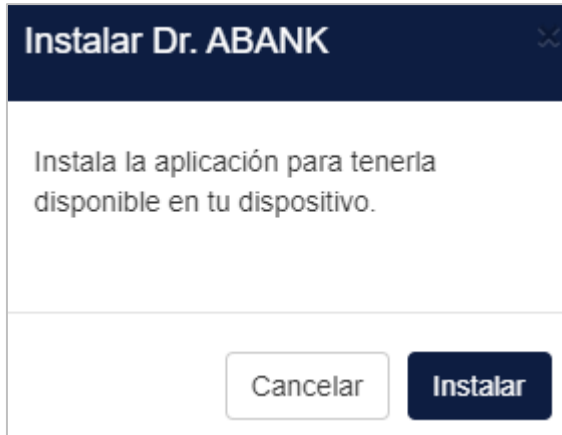 Instalar Dr. ABANK
Instala la aplicación para tenerla
disponible en tu dispositivo.
Cancelar
Instalar